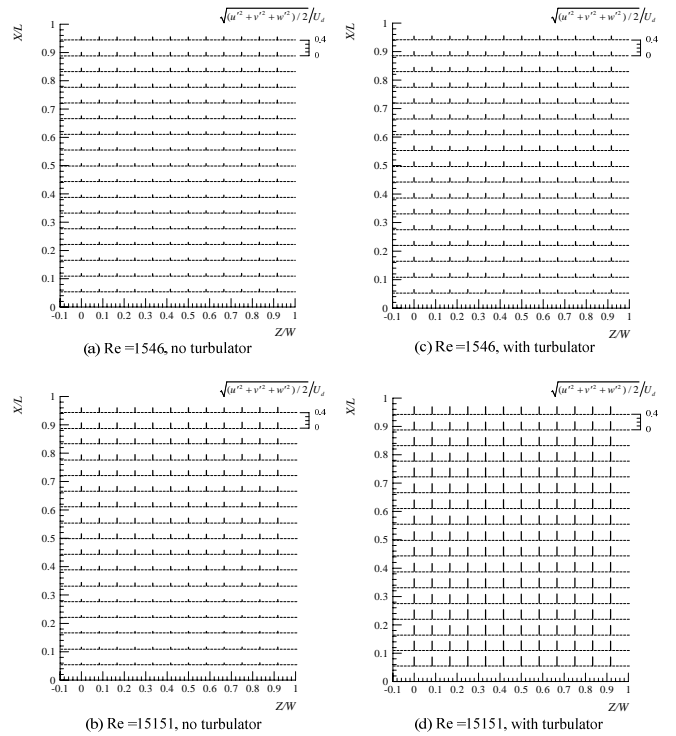 √(u'² + v'² + w'²) / 2 / U_d
X/L
1
0.9
0.8
0.7
0.6
0.5
0.4
0.3
0.2
0.1
0
0.4
0
-0.1 0 0.1 0.2 0.3 0.4 0.5 0.6 0.7 0.8 0.9 1
Z/W
(a) Re =1546, no turbulator
√(u'² + v'² + w'²) / 2 / U_d
X/L
1
0.9
0.8
0.7
0.6
0.5
0.4
0.3
0.2
0.1
0
0.4
0
-0.1 0 0.1 0.2 0.3 0.4 0.5 0.6 0.7 0.8 0.9 1
Z/W
(c) Re =1546, with turbulator
√(u'² + v'² + w'²) / 2 / U_d
X/L
1
0.9
0.8
0.7
0.6
0.5
0.4
0.3
0.2
0.1
0
0.4
0
-0.1 0 0.1 0.2 0.3 0.4 0.5 0.6 0.7 0.8 0.9 1
Z/W
(b) Re =15151, no turbulator
√(u'² + v'² + w'²) / 2 / U_d
X/L
1
0.9
0.8
0.7
0.6
0.5
0.4
0.3
0.2
0.1
0
0.4
0
-0.1 0 0.1 0.2 0.3 0.4 0.5 0.6 0.7 0.8 0.9 1
Z/W
(d) Re =15151, with turbulator